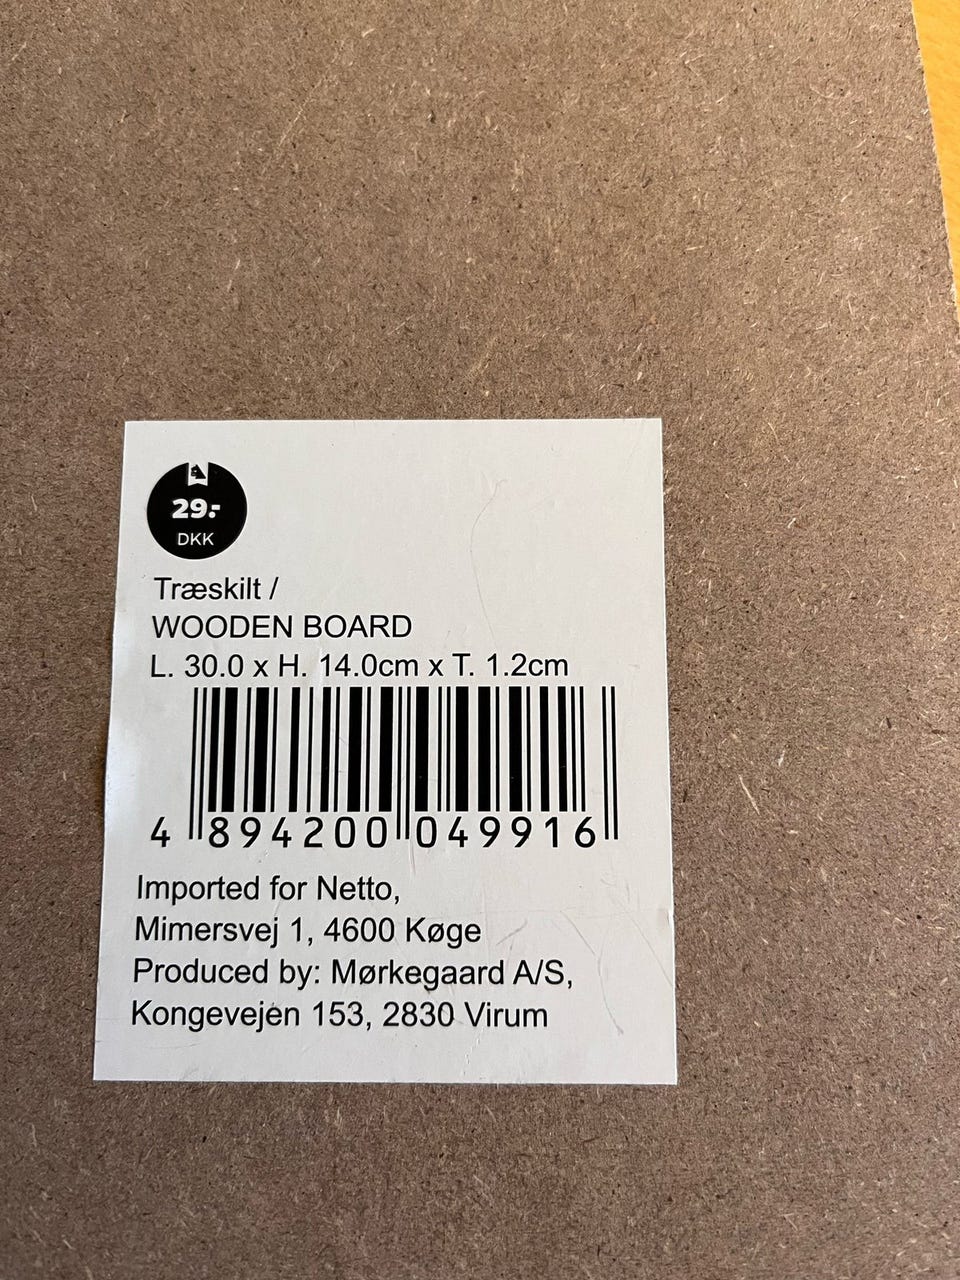 29.-
DKK
Træskilt /
WOODEN BOARD
L. 30.0 x H. 14.0cm x T. 1.2cm
4 894200 049916
Imported for Netto,
Mimersvej 1, 4600 Køge
Produced by: Mørkegaard A/S,
Kongevejen 153, 2830 Virum